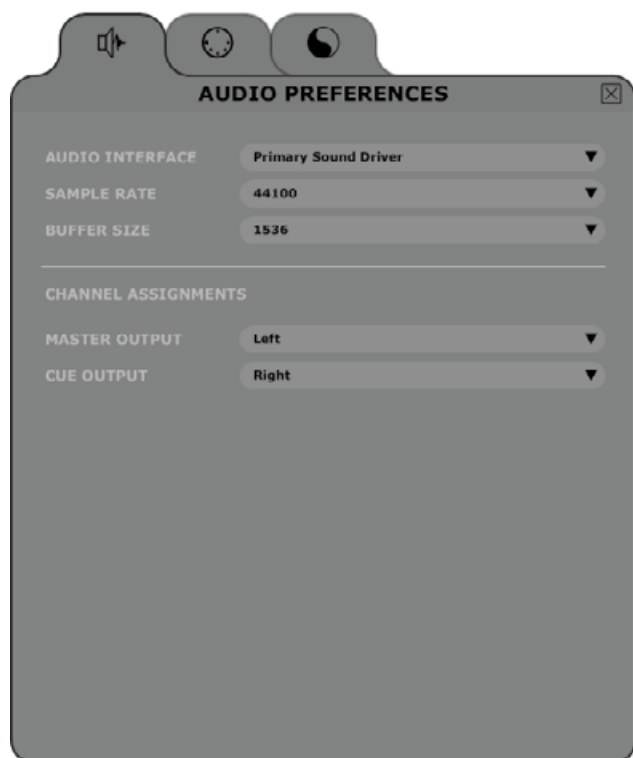 AUDIO PREFERENCES
AUDIO INTERFACE Primary Sound Driver
SAMPLE RATE 44100
BUFFER SIZE 1536
CHANNEL ASSIGNMENTS
MASTER OUTPUT Left
CUE OUTPUT Right